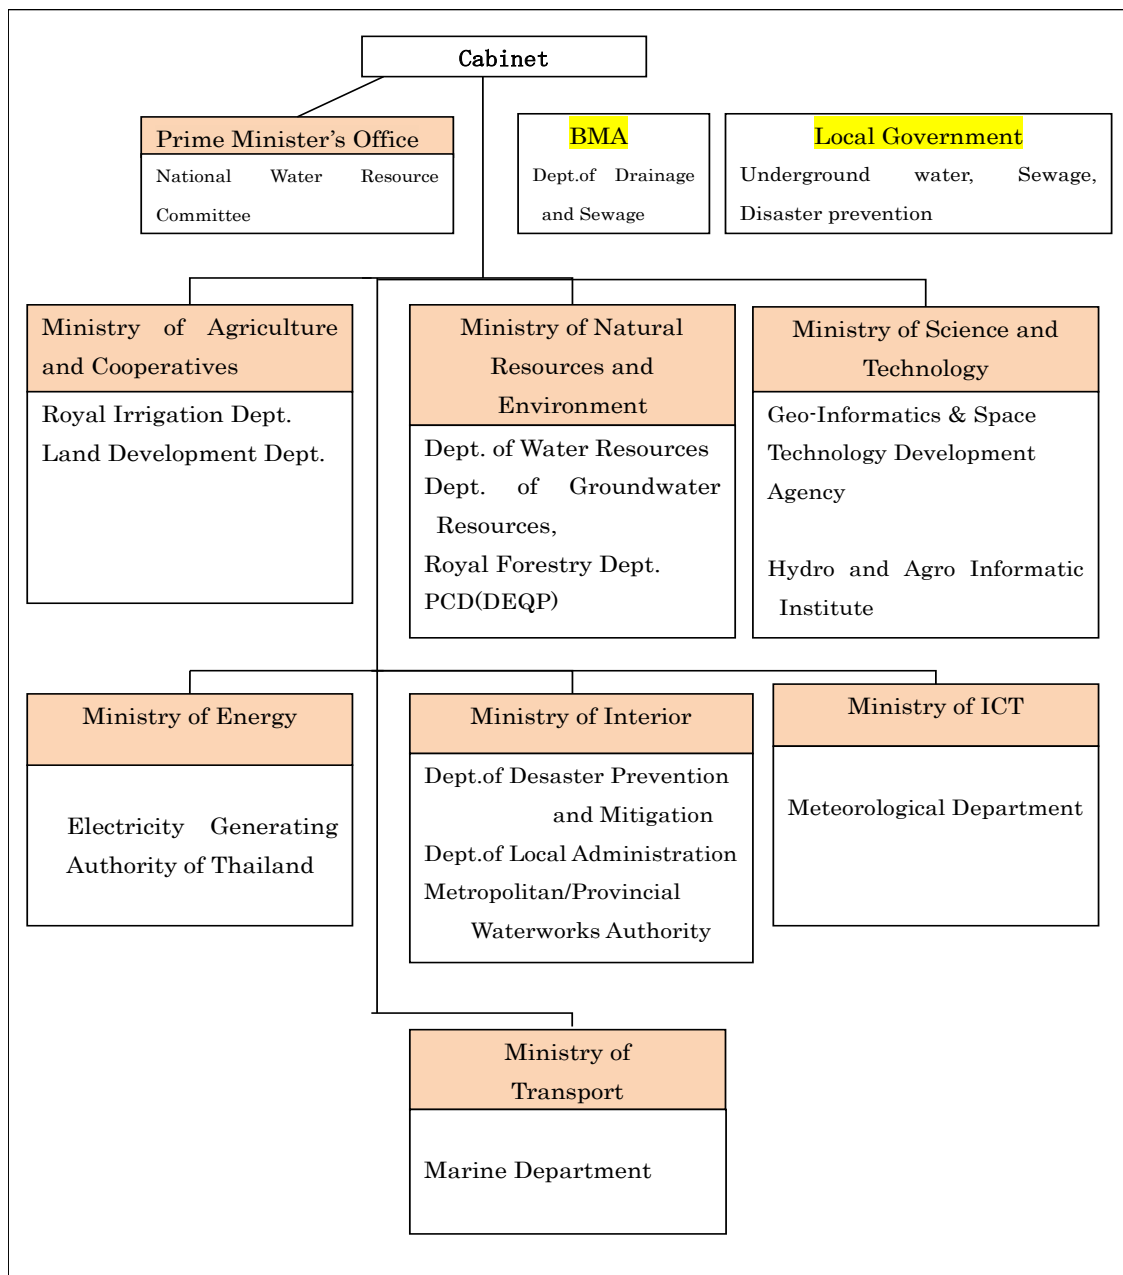 Cabinet
Prime Minister's Office
National Water Resource
Committee
BMA
Dept.of Drainage
and Sewage
Local Government
Underground water, Sewage,
Disaster prevention
Ministry of Agriculture
and Cooperatives
Royal Irrigation Dept.
Land Development Dept.
Ministry of Natural
Resources and
Environment
Dept. of Water Resources
Dept. of Groundwater
Resources,
Royal Forestry Dept.
PCD(DEQP)
Ministry of Science and
Technology
Geo-Informatics & Space
Technology Development
Agency
Hydro and Agro Informatic
Institute
Ministry of Energy
Electricity Generating
Authority of Thailand
Ministry of Interior
Dept.of Desaster Prevention
and Mitigation
Dept.of Local Administration
Metropolitan/Provincial
Waterworks Authority
Ministry of ICT
Meteorological Department
Ministry of
Transport
Marine Department